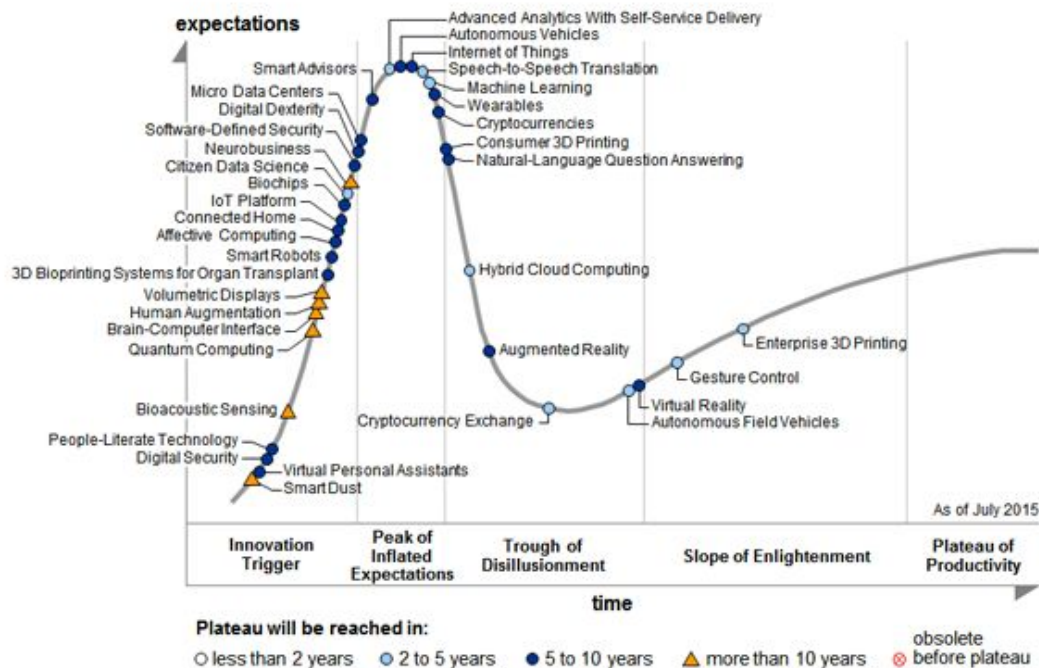 expectations
Advanced Analytics With Self-Service Delivery
Autonomous Vehicles
Internet of Things
Speech-to-Speech Translation
Machine Learning
Wearables
Cryptocurrencies
Consumer 3D Printing
Natural-Language Question Answering
Smart Advisors
Micro Data Centers
Digital Dexterity
Software-Defined Security
Neurobusiness
Citizen Data Science
Biochips
IoT Platform
Connected Home
Affective Computing
Smart Robots
3D Bioprinting Systems for Organ Transplant
Volumetric Displays
Human Augmentation
Brain-Computer Interface
Quantum Computing
Bioacoustic Sensing
People-Literate Technology
Digital Security
Virtual Personal Assistants
Smart Dust
Hybrid Cloud Computing
Augmented Reality
Cryptocurrency Exchange
Enterprise 3D Printing
Gesture Control
Virtual Reality
Autonomous Field Vehicles
As of July 2015
Innovation
Trigger
Peak of
Inflated
Expectations
Trough of
Disillusionment
Slope of Enlightenment
Plateau of
Productivity
time
Plateau will be reached in:
less than 2 years
2 to 5 years
5 to 10 years
more than 10 years
obsolete
before plateau